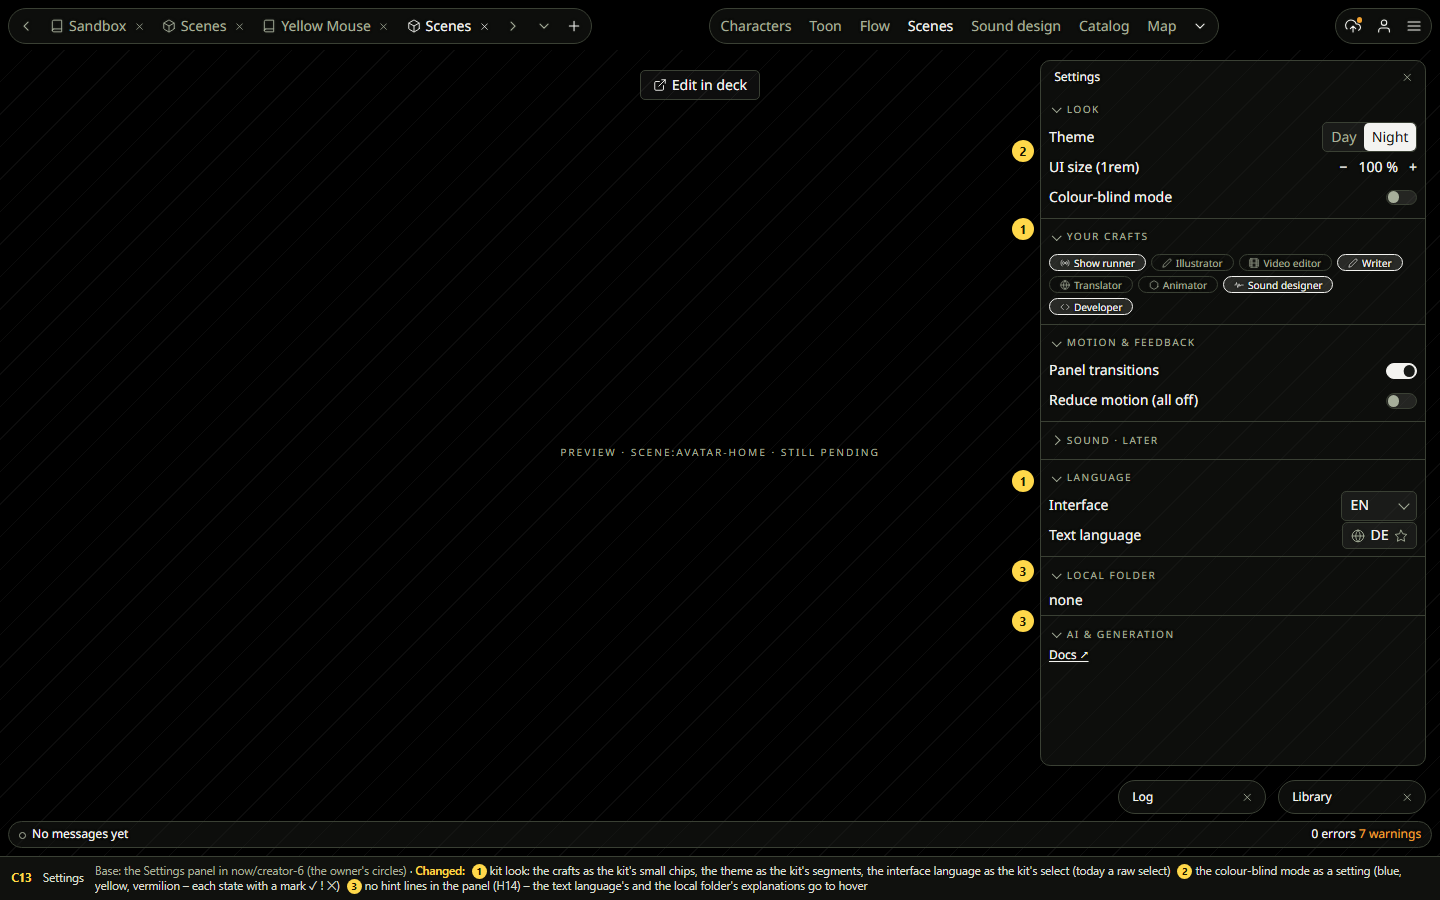 Sandbox Scenes Yellow Mouse Scenes
Characters Toon Flow Scenes Sound design Catalog Map
Edit in deck
Settings
LOOK
Theme Day Night
2
UI size (1rem) − 100 % +
Colour-blind mode
1
YOUR CRAFTS
Show runner Illustrator Video editor Writer
Translator Animator Sound designer
Developer
MOTION & FEEDBACK
Panel transitions
Reduce motion (all off)
SOUND · LATER
PREVIEW · SCENE:AVATAR-HOME · STILL PENDING
1
LANGUAGE
Interface EN
Text language DE
3
LOCAL FOLDER
none
3
AI & GENERATION
Docs ↗
Log Library
No messages yet 0 errors 7 warnings
C13 Settings Base: the Settings panel in now/creator-6 (the owner's circles) · Changed: 1 kit look: the crafts as the kit's small chips, the theme as the kit's segments, the interface language as the kit's select (today a raw select) 2 the colour-blind mode as a setting (blue,
yellow, vermilion – each state with a mark ✓ ! ╳) 3 no hint lines in the panel (H14) – the text language's and the local folder's explanations go to hover